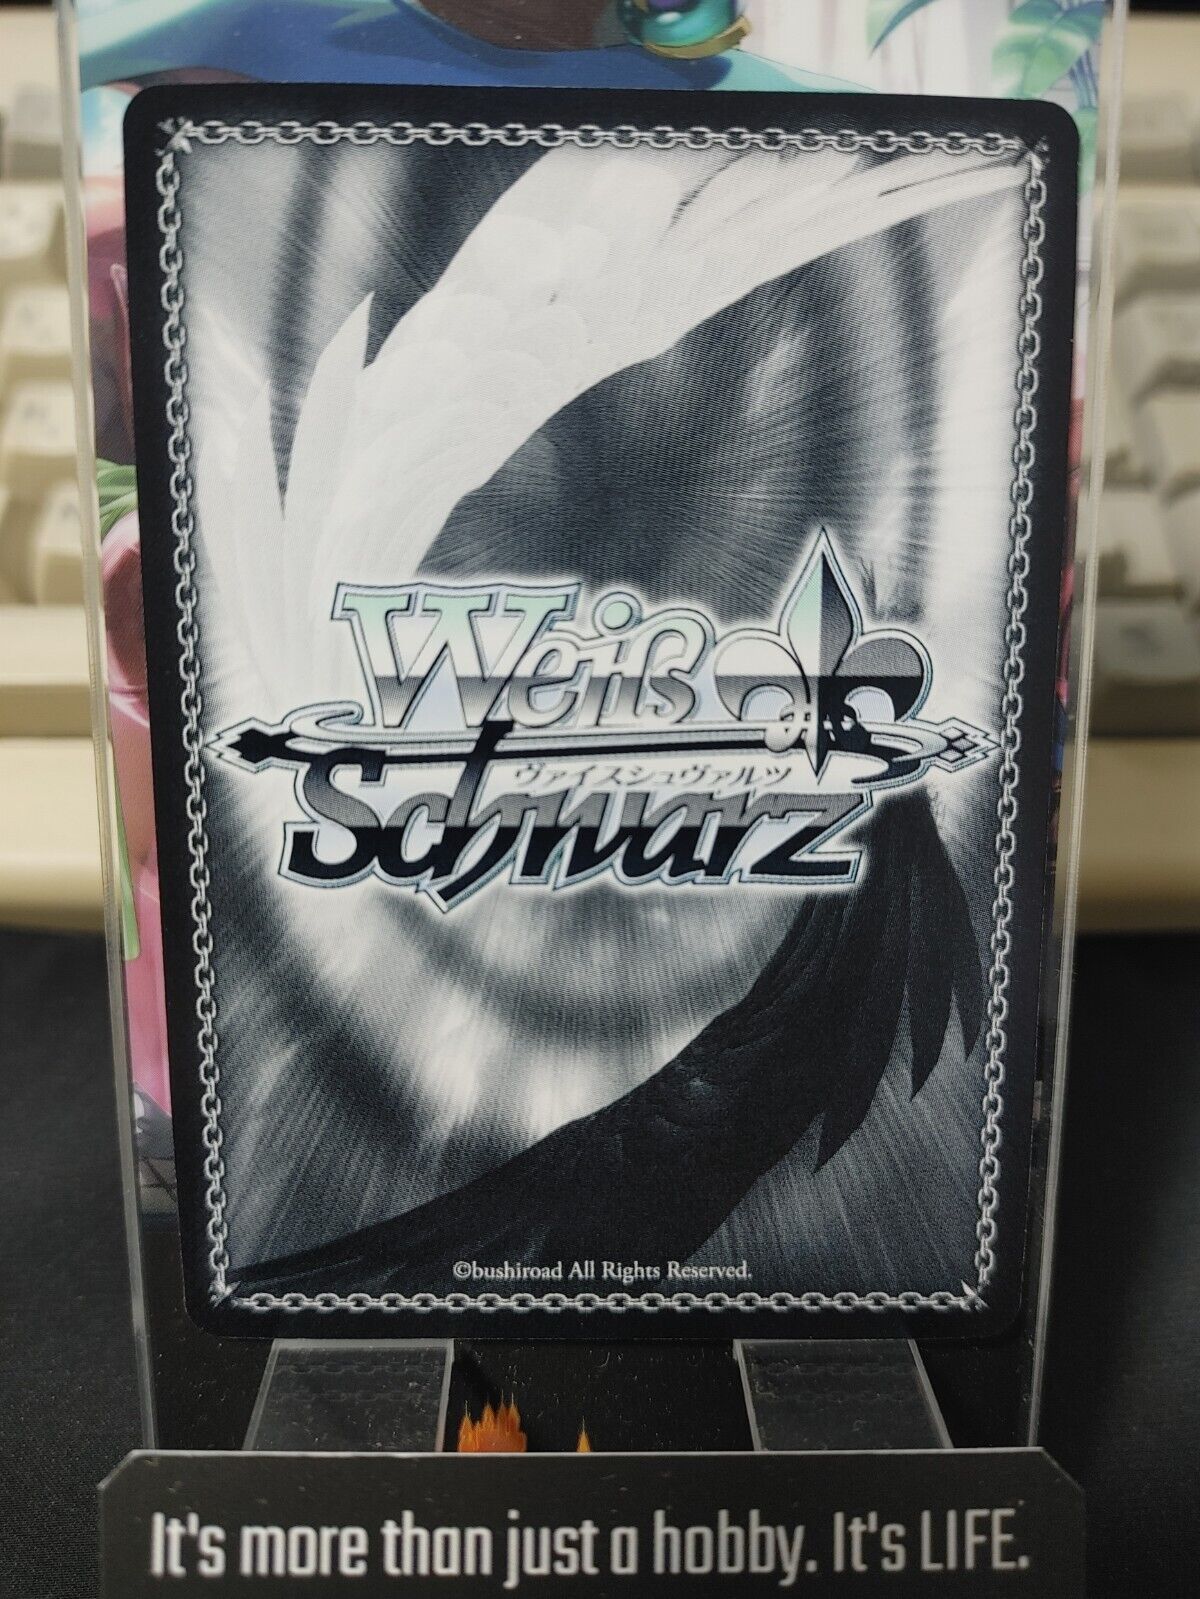 Weiß
ヴァイスシュヴァルツ
Schwarz
©bushiroad All Rights Reserved.
It's more than just a hobby. It's LIFE.